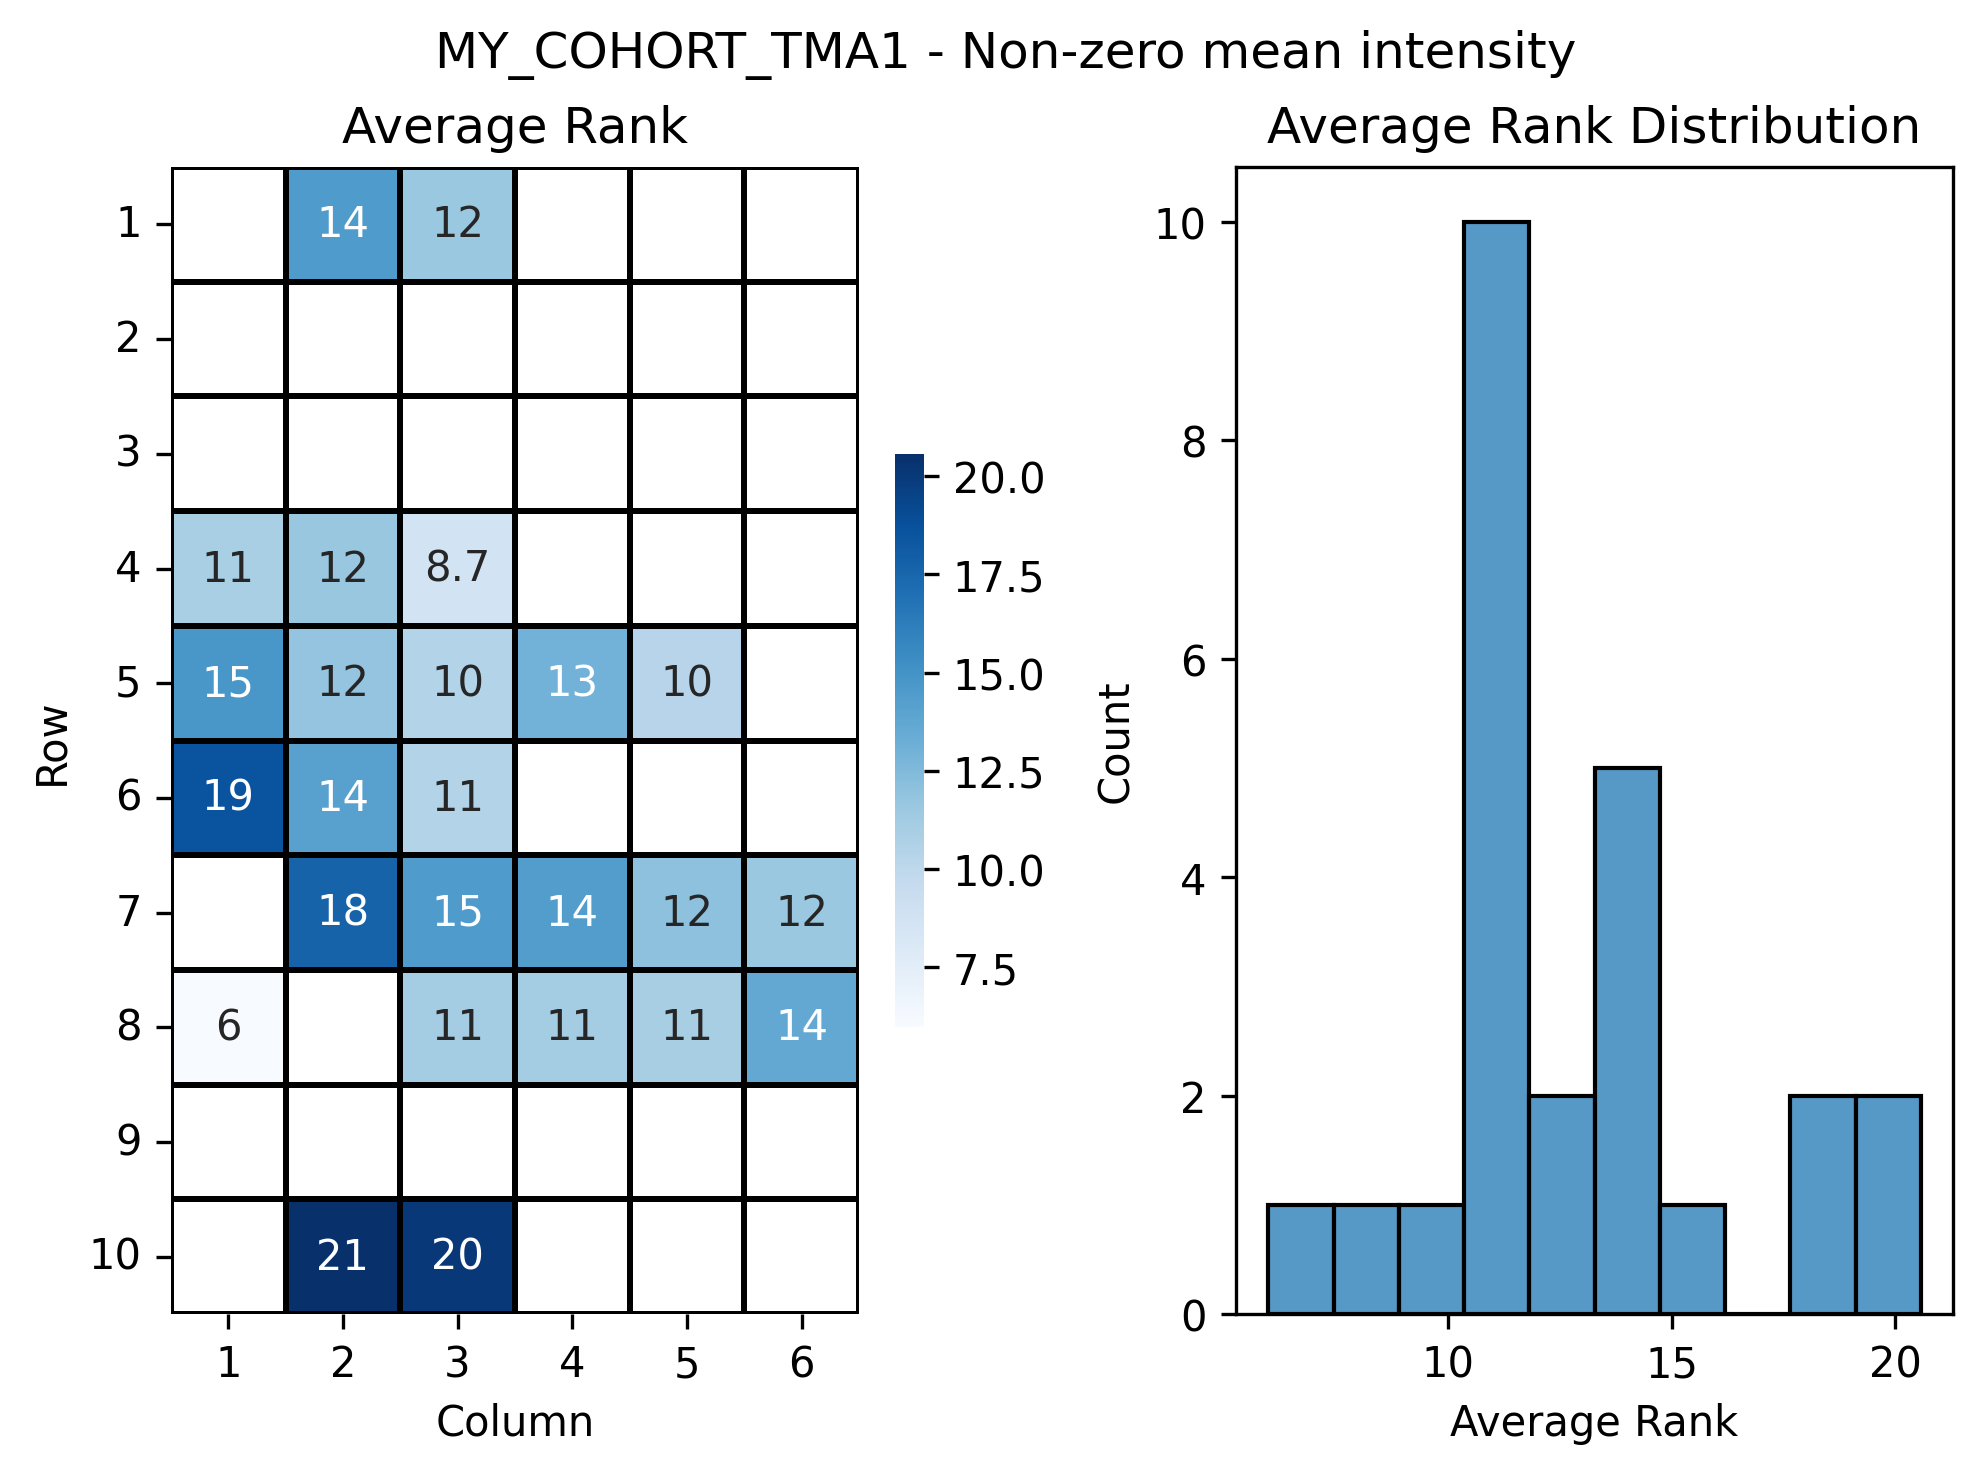 MY_COHORT_TMA1 - Non-zero mean intensity
Average Rank
Row
1
2
3
4
5
6
7
8
9
10
14 12
11 12 8.7
15 12 10 13 10
19 14 11
18 15 14 12 12
6 11 11 11 14
21 20
1 2 3 4 5 6
Column
20.0
17.5
15.0
12.5
10.0
7.5
Average Rank Distribution
Count
10
8
6
4
2
0
10 15 20
Average Rank